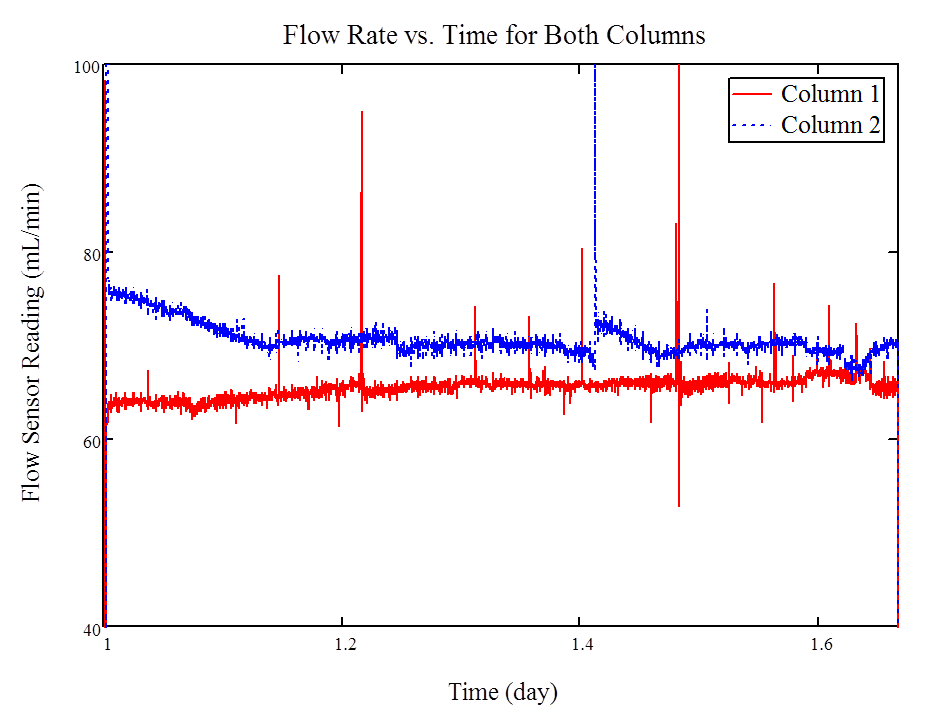 Flow Rate vs. Time for Both Columns
100
Column 1
Column 2
80
60
40
1
1.2
1.4
1.6
Flow Sensor Reading (mL/min)
Time (day)